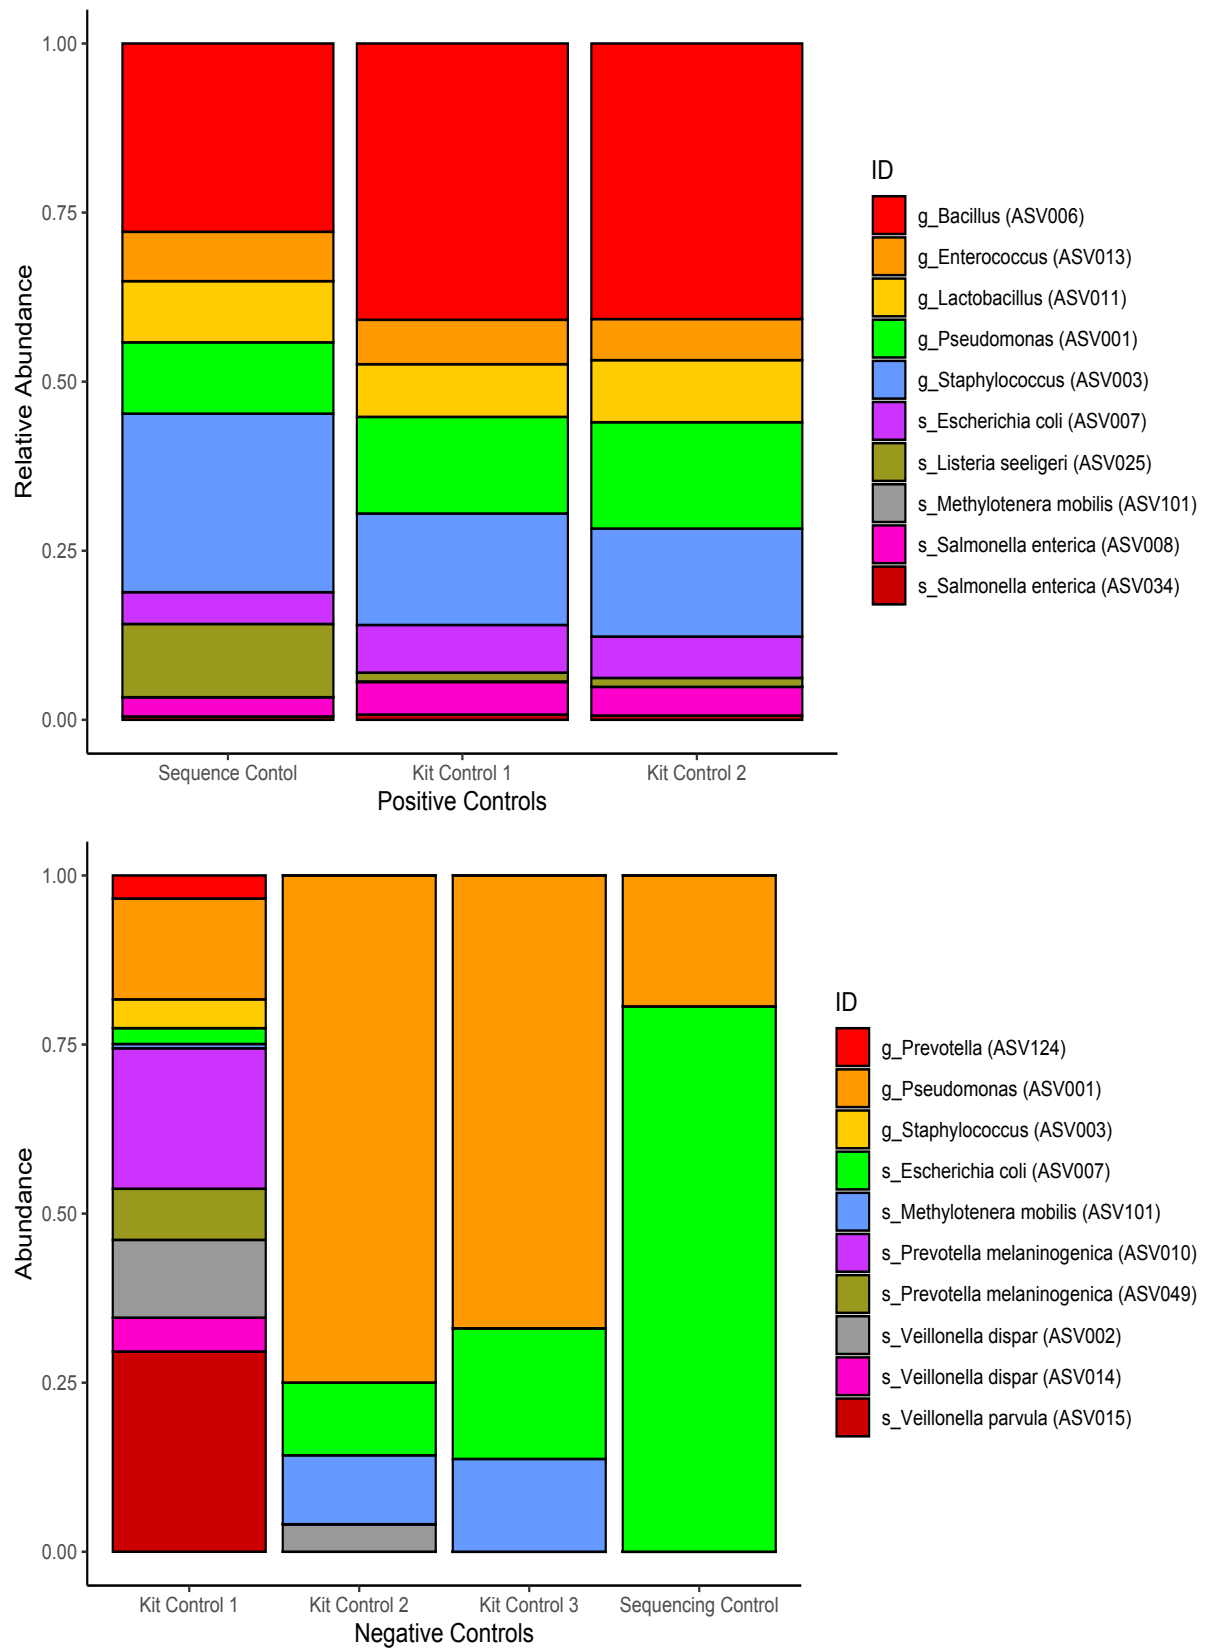 1.00
0.75
0.50
0.25
0.00
Relative Abundance
Sequence Contol
Kit Control 1
Kit Control 2
Positive Controls
ID
g_Bacillus (ASV006)
g_Enterococcus (ASV013)
g_Lactobacillus (ASV011)
g_Pseudomonas (ASV001)
g_Staphylococcus (ASV003)
s_Escherichia coli (ASV007)
s_Listeria seeligeri (ASV025)
s_Methylotenera mobilis (ASV101)
s_Salmonella enterica (ASV008)
s_Salmonella enterica (ASV034)
1.00
0.75
0.50
0.25
0.00
Abundance
Kit Control 1
Kit Control 2
Kit Control 3
Sequencing Control
Negative Controls
ID
g_Prevotella (ASV124)
g_Pseudomonas (ASV001)
g_Staphylococcus (ASV003)
s_Escherichia coli (ASV007)
s_Methylotenera mobilis (ASV101)
s_Prevotella melaninogenica (ASV010)
s_Prevotella melaninogenica (ASV049)
s_Veillonella dispar (ASV002)
s_Veillonella dispar (ASV014)
s_Veillonella parvula (ASV015)